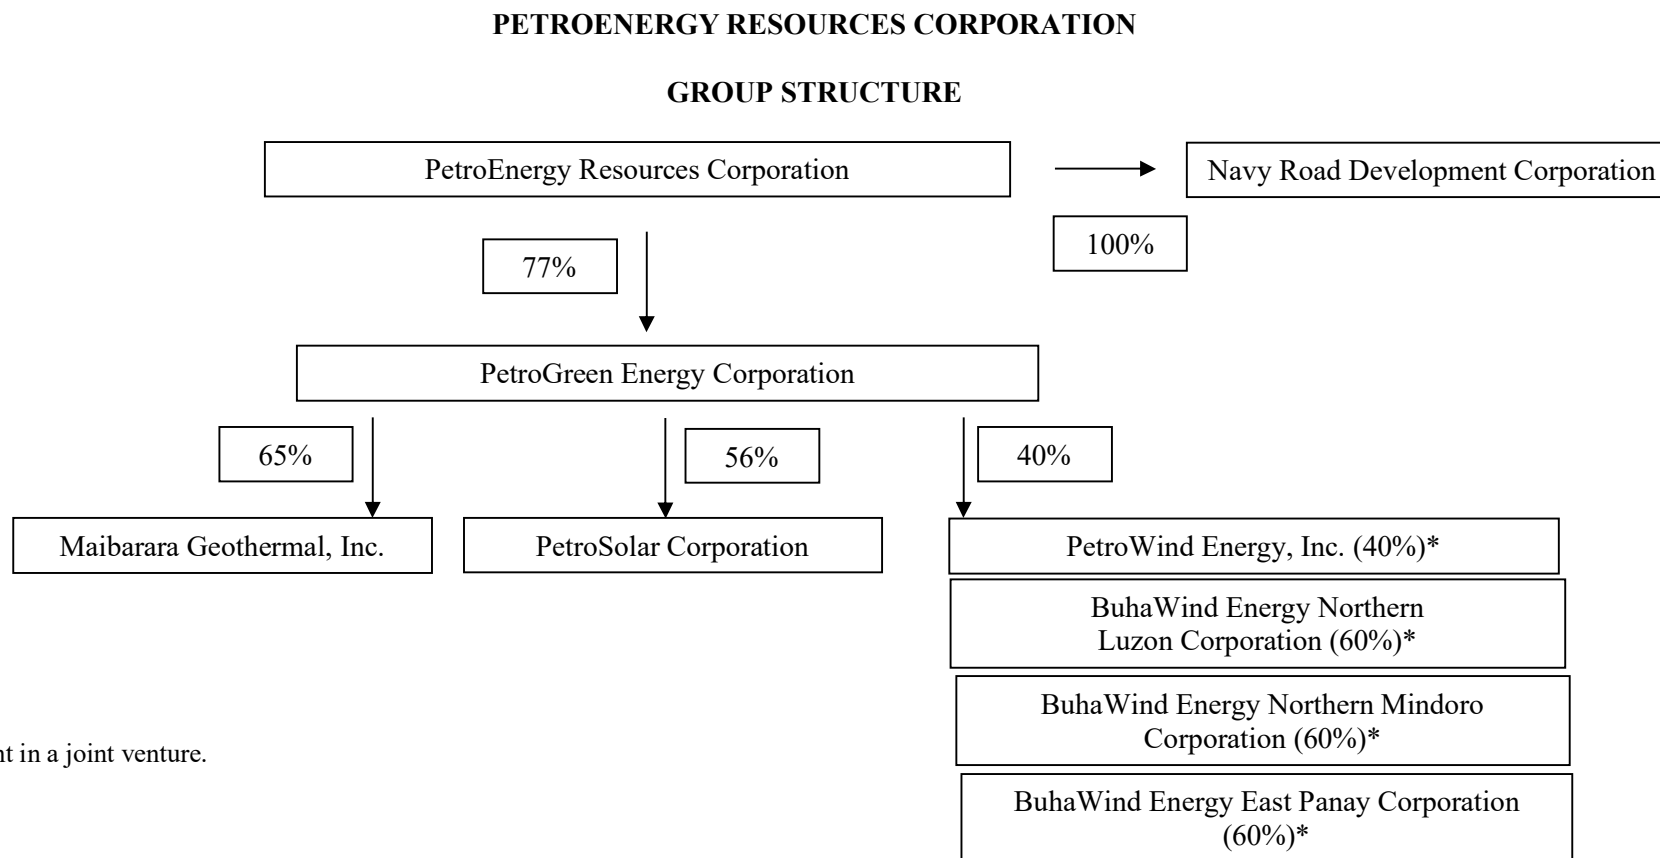 PETROENERGY RESOURCES CORPORATION
GROUP STRUCTURE
PetroEnergy Resources Corporation
Navy Road Development Corporation
100%
77%
PetroGreen Energy Corporation
65%
56%
40%
Maibarara Geothermal, Inc.
PetroSolar Corporation
PetroWind Energy, Inc. (40%)*
BuhaWind Energy Northern
Luzon Corporation (60%)*
BuhaWind Energy Northern Mindoro
Corporation (60%)*
in a joint venture.
BuhaWind Energy East Panay Corporation
(60%)*